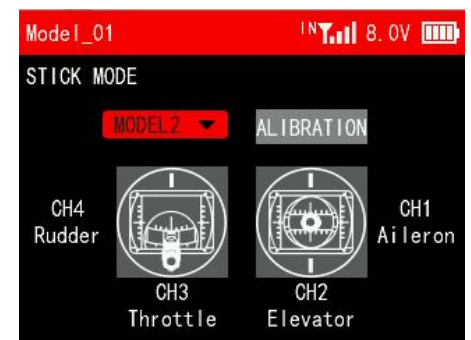 Model_01 IN 8.0V
STICK MODE
MODEL2 ALIBRATION
CH4
Rudder
CH1
Aileron
CH3
Throttle
CH2
Elevator